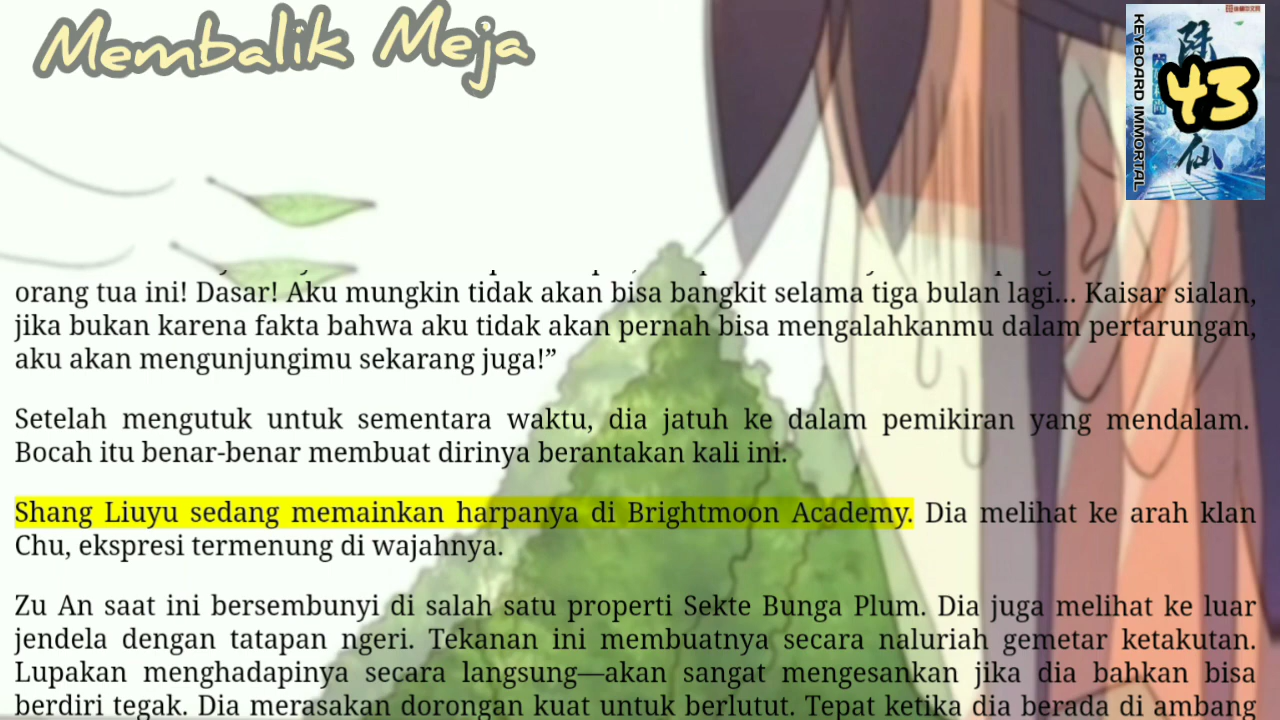 Membalik Meja
KEYBOARD IMMORTAL
43
orang tua ini! Dasar! Aku mungkin tidak akan bisa bangkit selama tiga bulan lagi... Kaisar sialan,
jika bukan karena fakta bahwa aku tidak akan pernah bisa mengalahkanmu dalam pertarungan,
aku akan mengunjungimu sekarang juga!”
Setelah mengutuk untuk sementara waktu, dia jatuh ke dalam pemikiran yang mendalam.
Bocah itu benar-benar membuat dirinya berantakan kali ini.
Shang Liuyu sedang memainkan harpanya di Brightmoon Academy. Dia melihat ke arah klan
Chu, ekspresi termenung di wajahnya.
Zu An saat ini bersembunyi di salah satu properti Sekte Bunga Plum. Dia juga melihat ke luar
jendela dengan tatapan ngeri. Tekanan ini membuatnya secara naluriah gemetar ketakutan.
Lupakan menghadapinya secara langsung—akan sangat mengesankan jika dia bahkan bisa
berdiri tegak. Dia merasakan dorongan kuat untuk berlutut. Tepat ketika dia berada di ambang